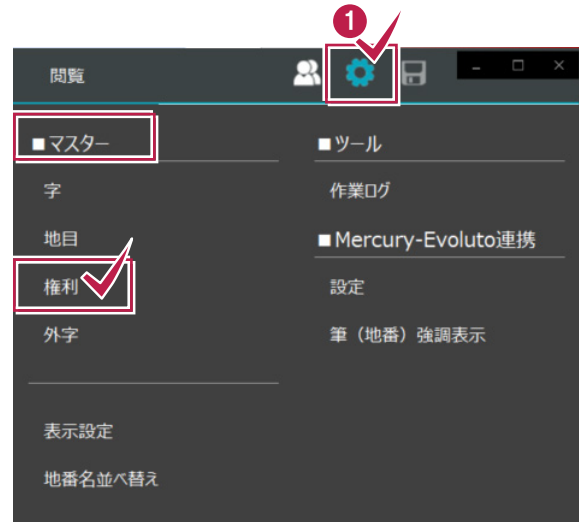 1
閲覧
■マスター
字
地目
権利
外字
表示設定
地番名並べ替え
■ツール
作業ログ
■Mercury-Evoluto連携
設定
筆（地番）強調表示